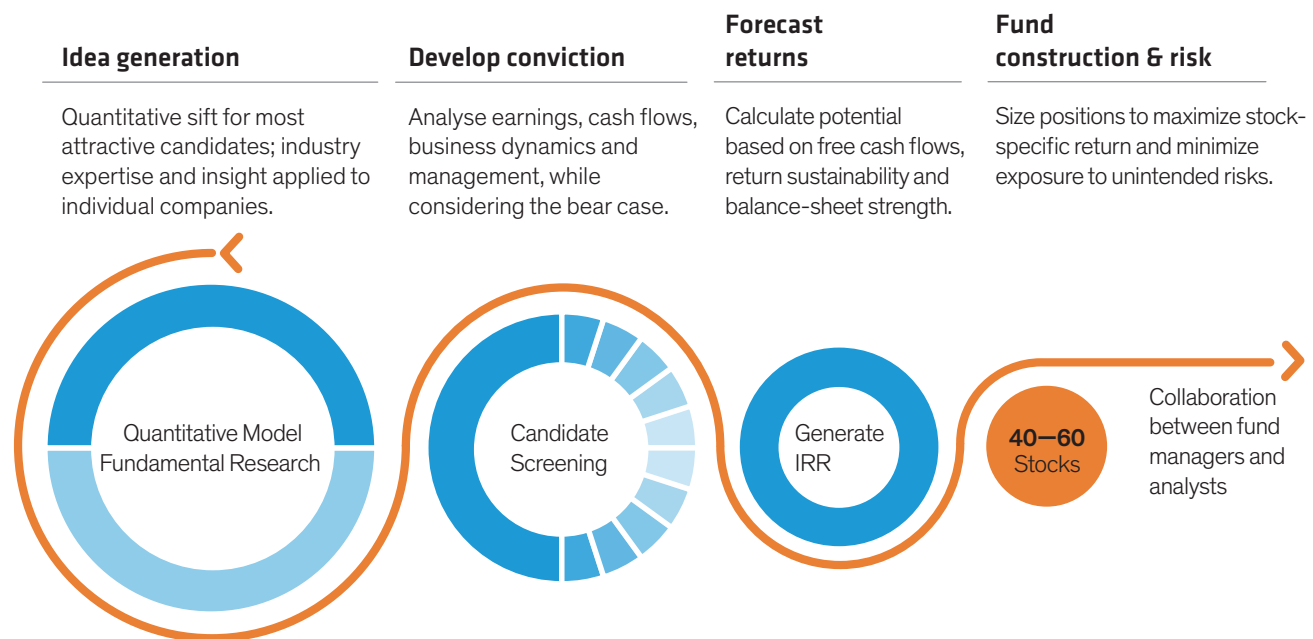 Idea generation
Quantitative sift for most
attractive candidates; industry
expertise and insight applied to
individual companies.
Develop conviction
Analyse earnings, cash flows,
business dynamics and
management, while
considering the bear case.
Forecast
returns
Calculate potential
based on free cash flows,
return sustainability and
balance-sheet strength.
Fund
construction & risk
Size positions to maximize stock-
specific return and minimize
exposure to unintended risks.
Quantitative Model
Fundamental Research
Candidate
Screening
Generate
IRR
40—60
Stocks
Collaboration
between fund
managers and
analysts